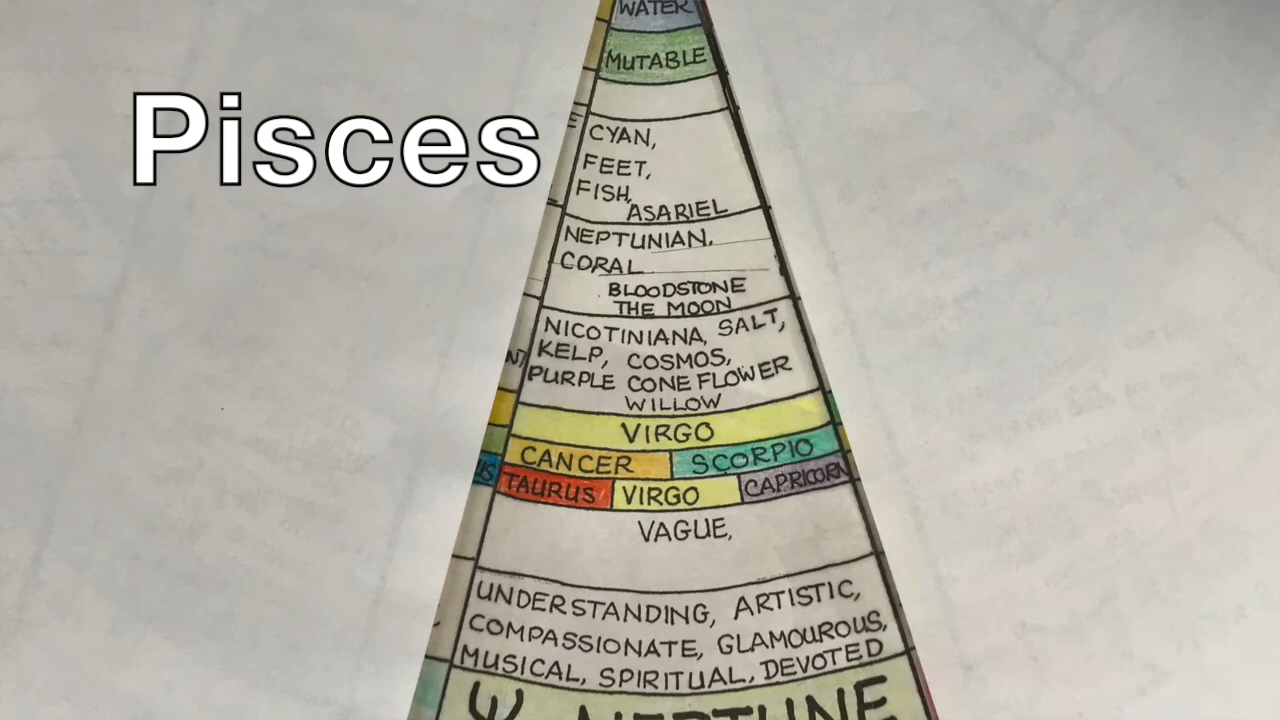 WATER
MUTABLE
Pisces
CYAN,
FEET,
FISH,
ASARIEL
NEPTUNIAN.
CORAL
BLOODSTONE
THE MOON
NICOTINIANA, SALT,
KELP, COSMOS,
PURPLE CONE FLOWER
WILLOW
VIRGO
CANCER SCORPIO
TAURUS VIRGO CAPRICORN
VAGUE,
UNDERSTANDING, ARTISTIC,
COMPASSIONATE, GLAMOUROUS,
MUSICAL, SPIRITUAL, DEVOTED
Ψ NEPTUNE